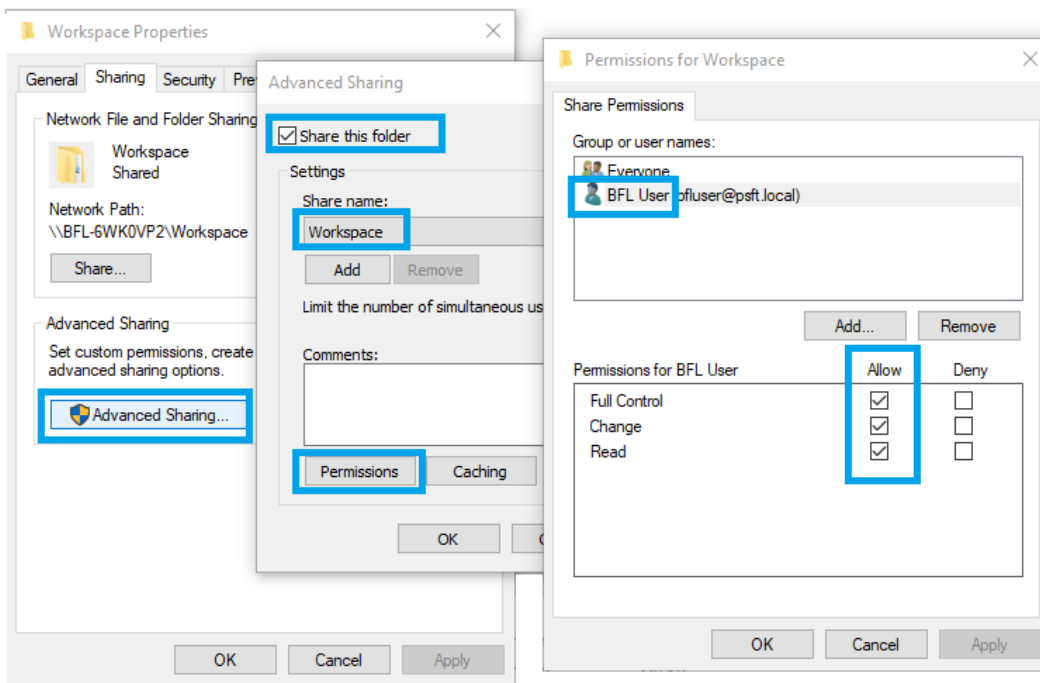 Workspace Properties
General Sharing Security Pre
Network File and Folder Sharing
Workspace
Shared
Network Path:
\\BFL-6WK0VP2\Workspace
Share...
Advanced Sharing
Set custom permissions, create
advanced sharing options.
Advanced Sharing...
OK Cancel Apply
Advanced Sharing
Share this folder
Settings
Share name:
Workspace
Add Remove
Limit the number of simultaneous us
Comments:
Permissions Caching
OK
Permissions for Workspace
Share Permissions
Group or user names:
Everyone
BFL User bfluser@psft.local)
Add... Remove
Permissions for BFL User Allow Deny
Full Control
Change
Read
OK Cancel Apply